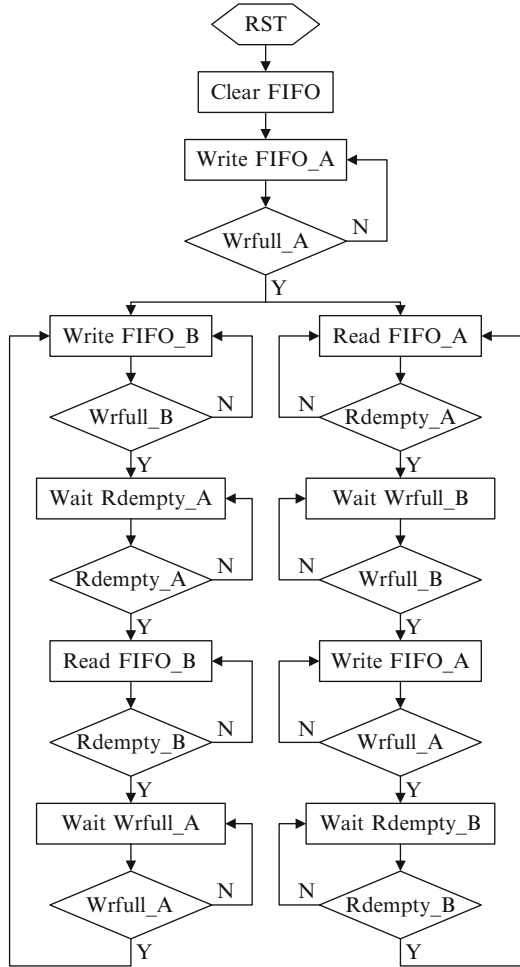 RST
Clear FIFO
Write FIFO_A
Wrfull_A
N
Y
Write FIFO_B
Read FIFO_A
Wrfull_B
N
N
Rdempty_A
Y
Y
Wait Rdempty_A
Wait Wrfull_B
Rdempty_A
N
N
Wrfull_B
Y
Y
Read FIFO_B
Write FIFO_A
Rdempty_B
N
N
Wrfull_A
Y
Y
Wait Wrfull_A
Wait Rdempty_B
Wrfull_A
N
N
Rdempty_B
Y
Y